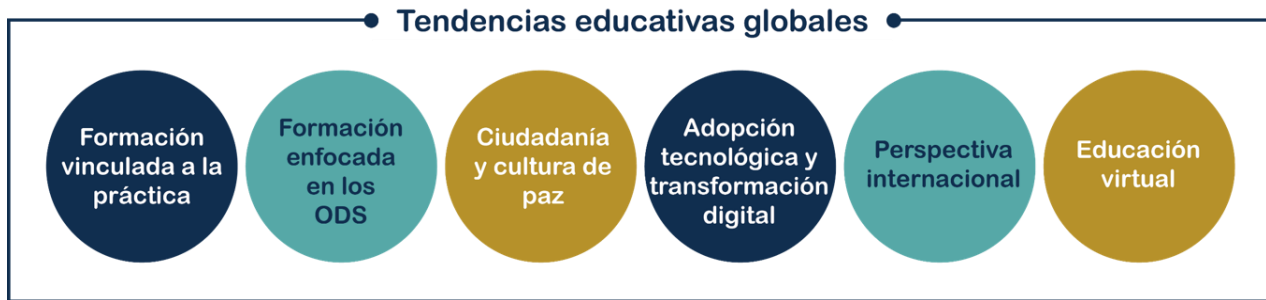 Tendencias educativas globales
Formación
vinculada a la
práctica
Formación
enfocada
en los
ODS
Ciudadanía
y cultura de
paz
Adopción
tecnológica y
transformación
digital
Perspectiva
internacional
Educación
virtual